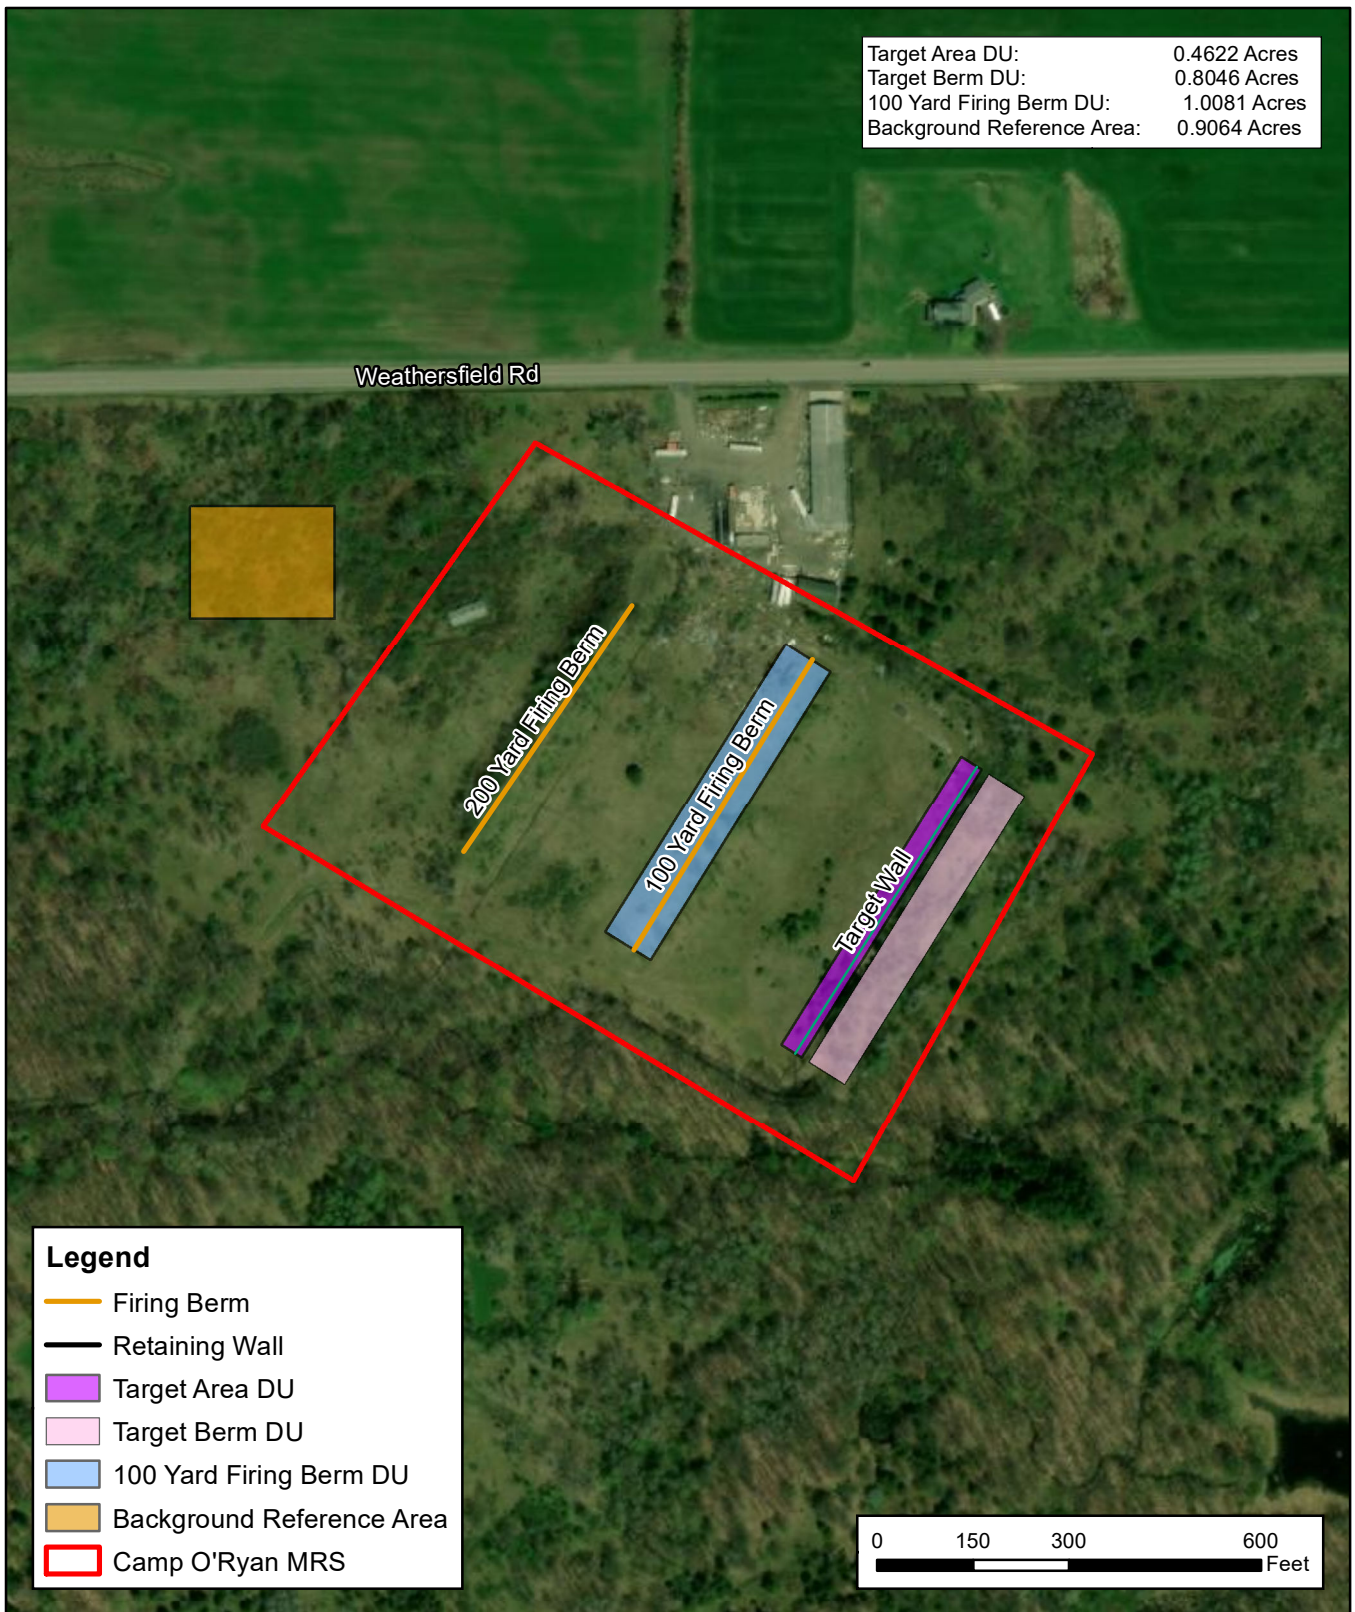 Target Area DU: 0.4622 Acres
Target Berm DU: 0.8046 Acres
100 Yard Firing Berm DU: 1.0081 Acres
Background Reference Area: 0.9064 Acres
Weathersfield Rd
200 Yard Firing Berm
100 Yard Firing Berm
Target Wall
Legend
Firing Berm
Retaining Wall
Target Area DU
Target Berm DU
100 Yard Firing Berm DU
Background Reference Area
Camp O'Ryan MRS
0 150 300 600
Feet